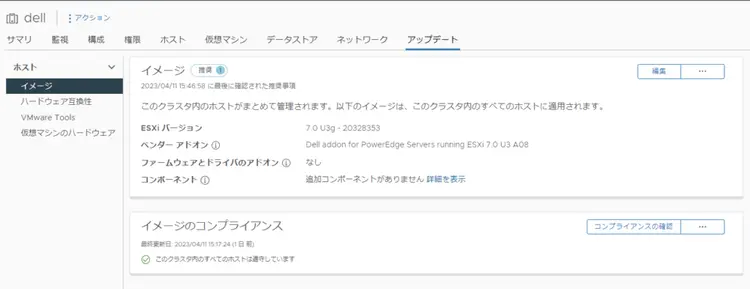 dell アクション
サマリ 監視 構成 権限 ホスト 仮想マシン データストア ネットワーク アップデート
ホスト
イメージ
ハードウェア互換性
VMware Tools
仮想マシンのハードウェア
イメージ 推奨 1
編集 ...
2023/04/11 15:46:58 に最後に確認された推奨事項
このクラスタ内のホストがまとめて管理されます。以下のイメージは、このクラスタ内のすべてのホストに適用されます。
ESXi バージョン 7.0 U3g - 20328353
ベンダー アドオン Dell addon for PowerEdge Servers running ESXi 7.0 U3 A08
ファームウェアとドライバのアドオン なし
コンポーネント 追加コンポーネントがありません 詳細を表示
イメージのコンプライアンス
コンプライアンスの確認 ...
最終更新日: 2023/04/11 15:17:24 (1 日 前)
このクラスタ内のすべてのホストは遵守しています